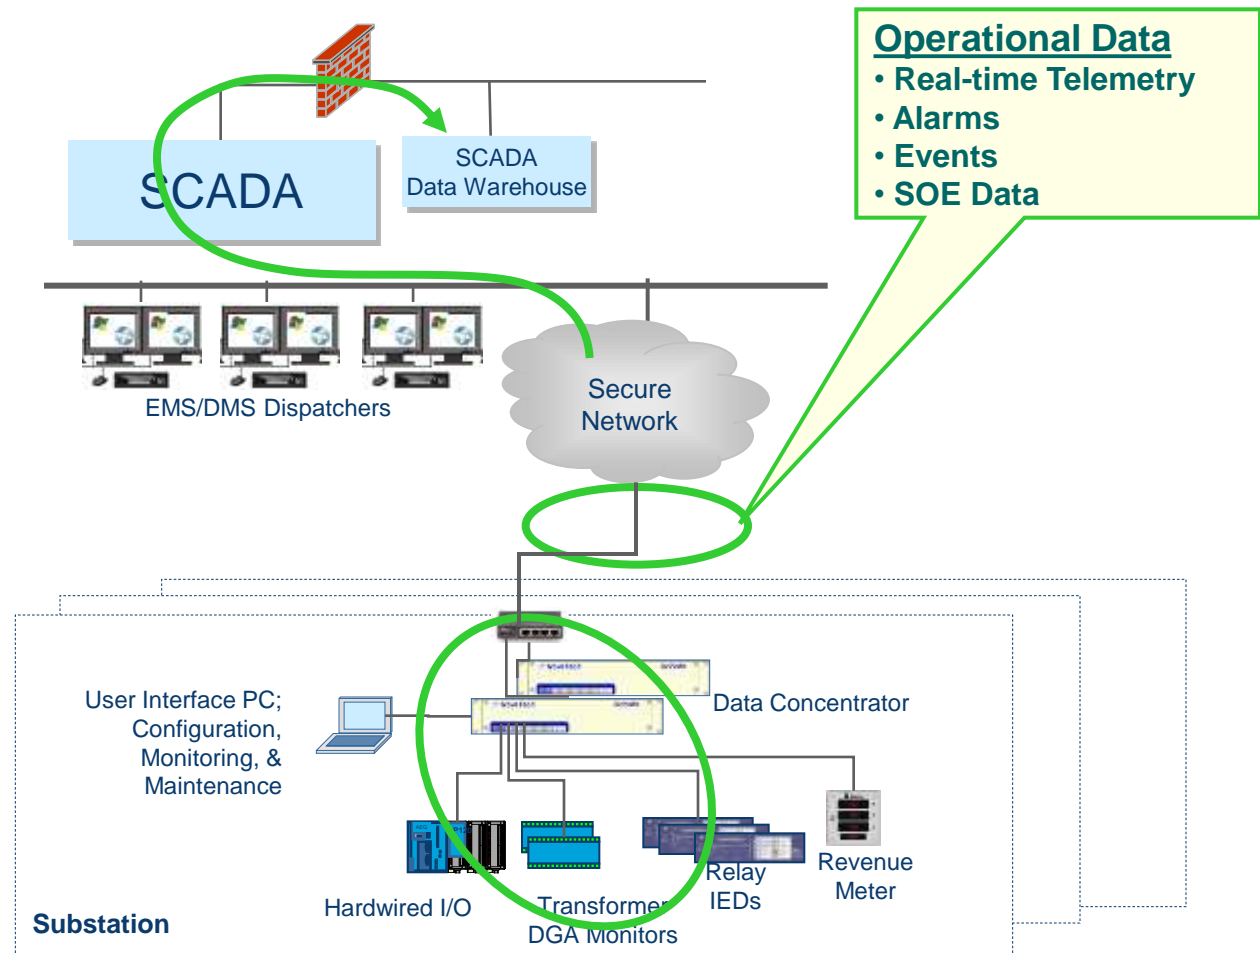 Operational Data
• Real-time Telemetry
• Alarms
• Events
• SOE Data
SCADA
SCADA
Data Warehouse
EMS/DMS Dispatchers
Secure
Network
User Interface PC;
Configuration,
Monitoring, &
Maintenance
Data Concentrator
Hardwired I/O
Transformer
DGA Monitors
Relay
IEDs
Revenue
Meter
Substation